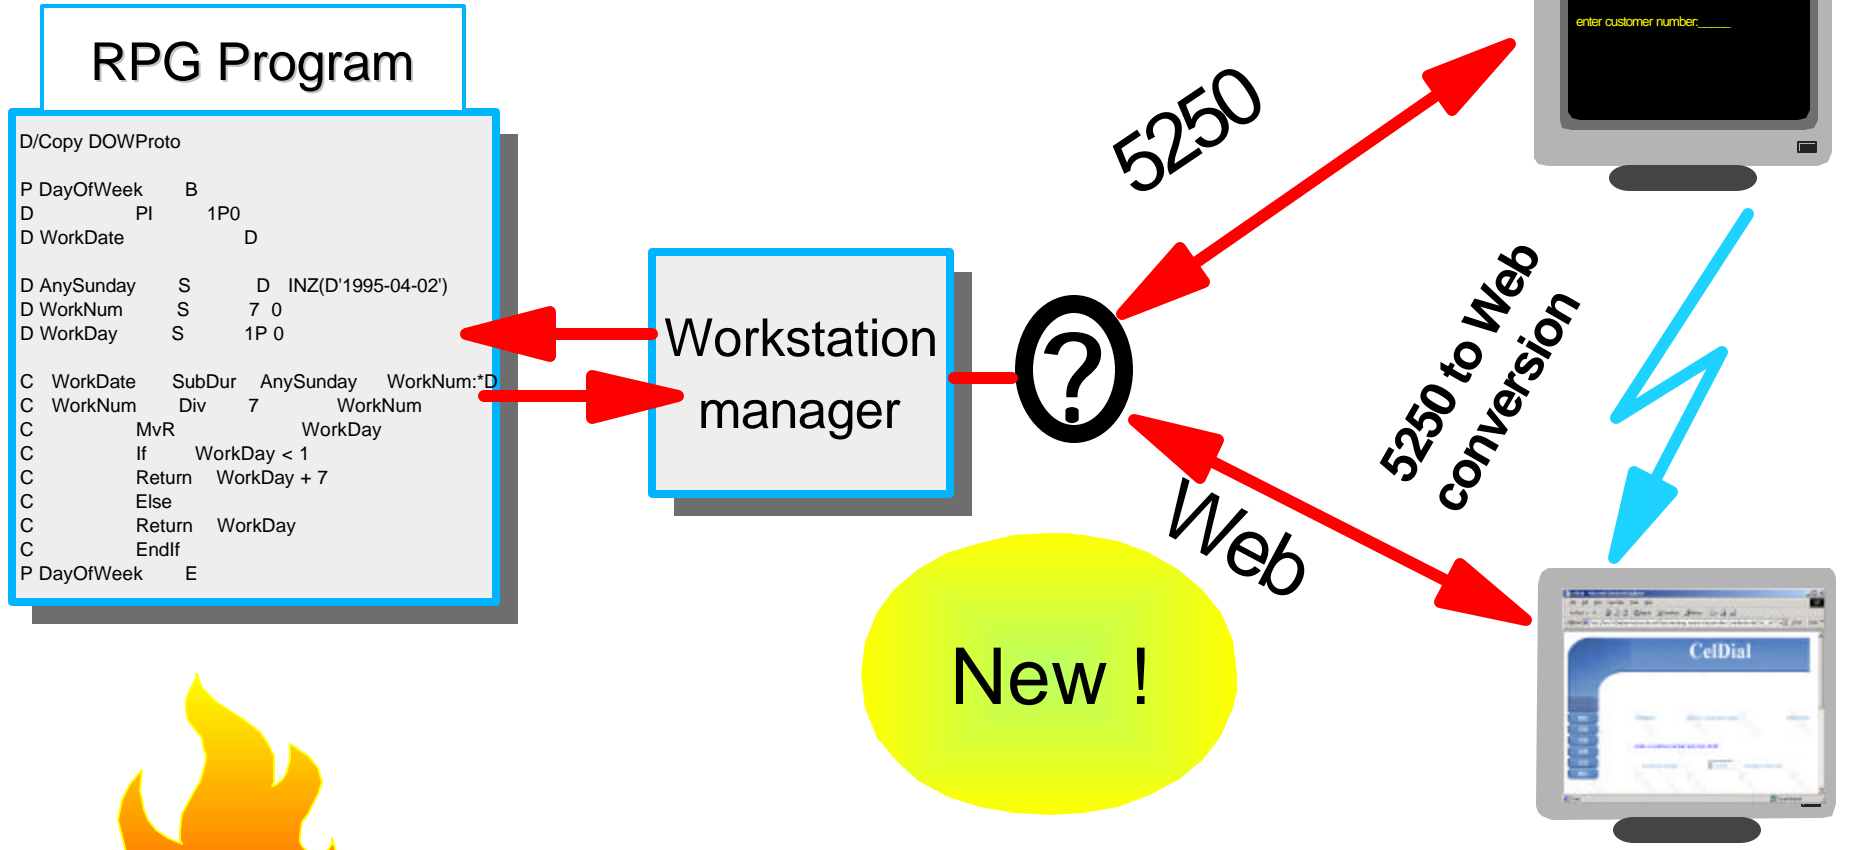 RPG Program
D/Copy DOWProto
P DayOfWeek B
D PI 1P0
D WorkDate D
D AnySunday S D INZ(D'1995-04-02')
D WorkNum S 7 0
D WorkDay S 1P 0
C WorkDate SubDur AnySunday WorkNum:*D
C WorkNum Div 7 WorkNum
C MvR WorkDay
C If WorkDay < 1
C Return WorkDay + 7
C Else
C Return WorkDay
C EndIf
P DayOfWeek E
Workstation
manager
?
5250
Web
New !
enter customer number:_____
5250 to Web
conversion
CelDial